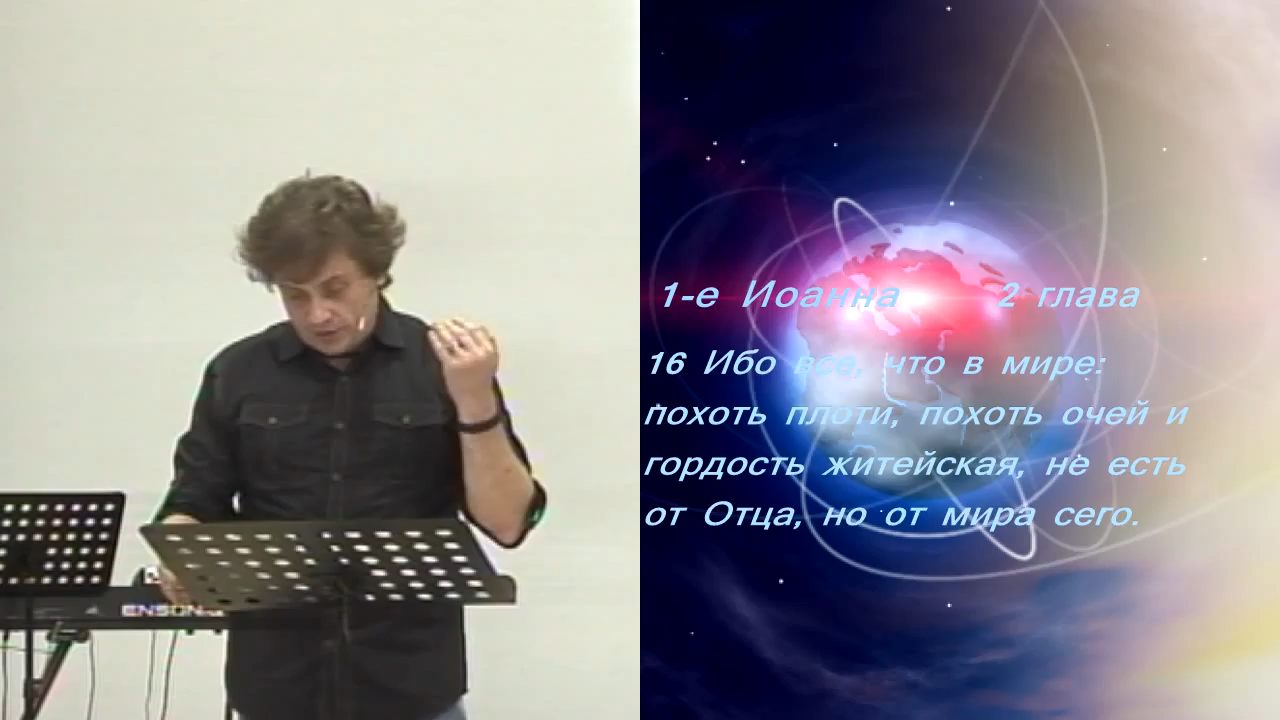 1-е Иоанна 2 глава
16 Ибо все, что в мире:
похоть плоти, похоть очей и
гордость житейская, не есть
от Отца, но от мира сего.